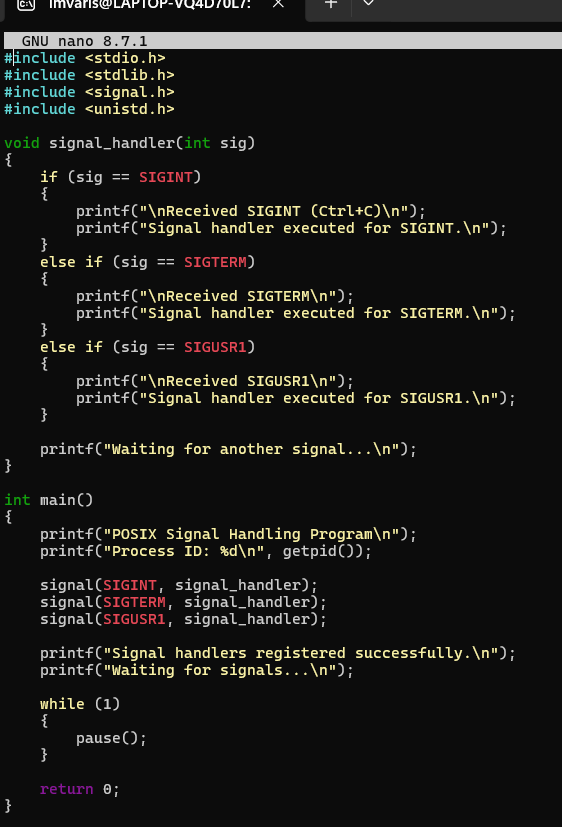 imvaris@LAPTOP-VQ4D70L7:
GNU nano 8.7.1
#include <stdio.h>
#include <stdlib.h>
#include <signal.h>
#include <unistd.h>

void signal_handler(int sig)
{
    if (sig == SIGINT)
    {
        printf("\nReceived SIGINT (Ctrl+C)\n");
        printf("Signal handler executed for SIGINT.\n");
    }
    else if (sig == SIGTERM)
    {
        printf("\nReceived SIGTERM\n");
        printf("Signal handler executed for SIGTERM.\n");
    }
    else if (sig == SIGUSR1)
    {
        printf("\nReceived SIGUSR1\n");
        printf("Signal handler executed for SIGUSR1.\n");
    }

    printf("Waiting for another signal...\n");
}

int main()
{
    printf("POSIX Signal Handling Program\n");
    printf("Process ID: %d\n", getpid());

    signal(SIGINT, signal_handler);
    signal(SIGTERM, signal_handler);
    signal(SIGUSR1, signal_handler);

    printf("Signal handlers registered successfully.\n");
    printf("Waiting for signals...\n");

    while (1)
    {
        pause();
    }

    return 0;
}